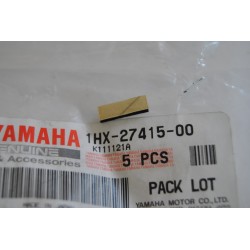 YAMAHA
GENUINE
& Accessories
1HX-27415-00
K111121A
5 PCS
PACK LOT
YAMAHA MOTOR CO., LTD.